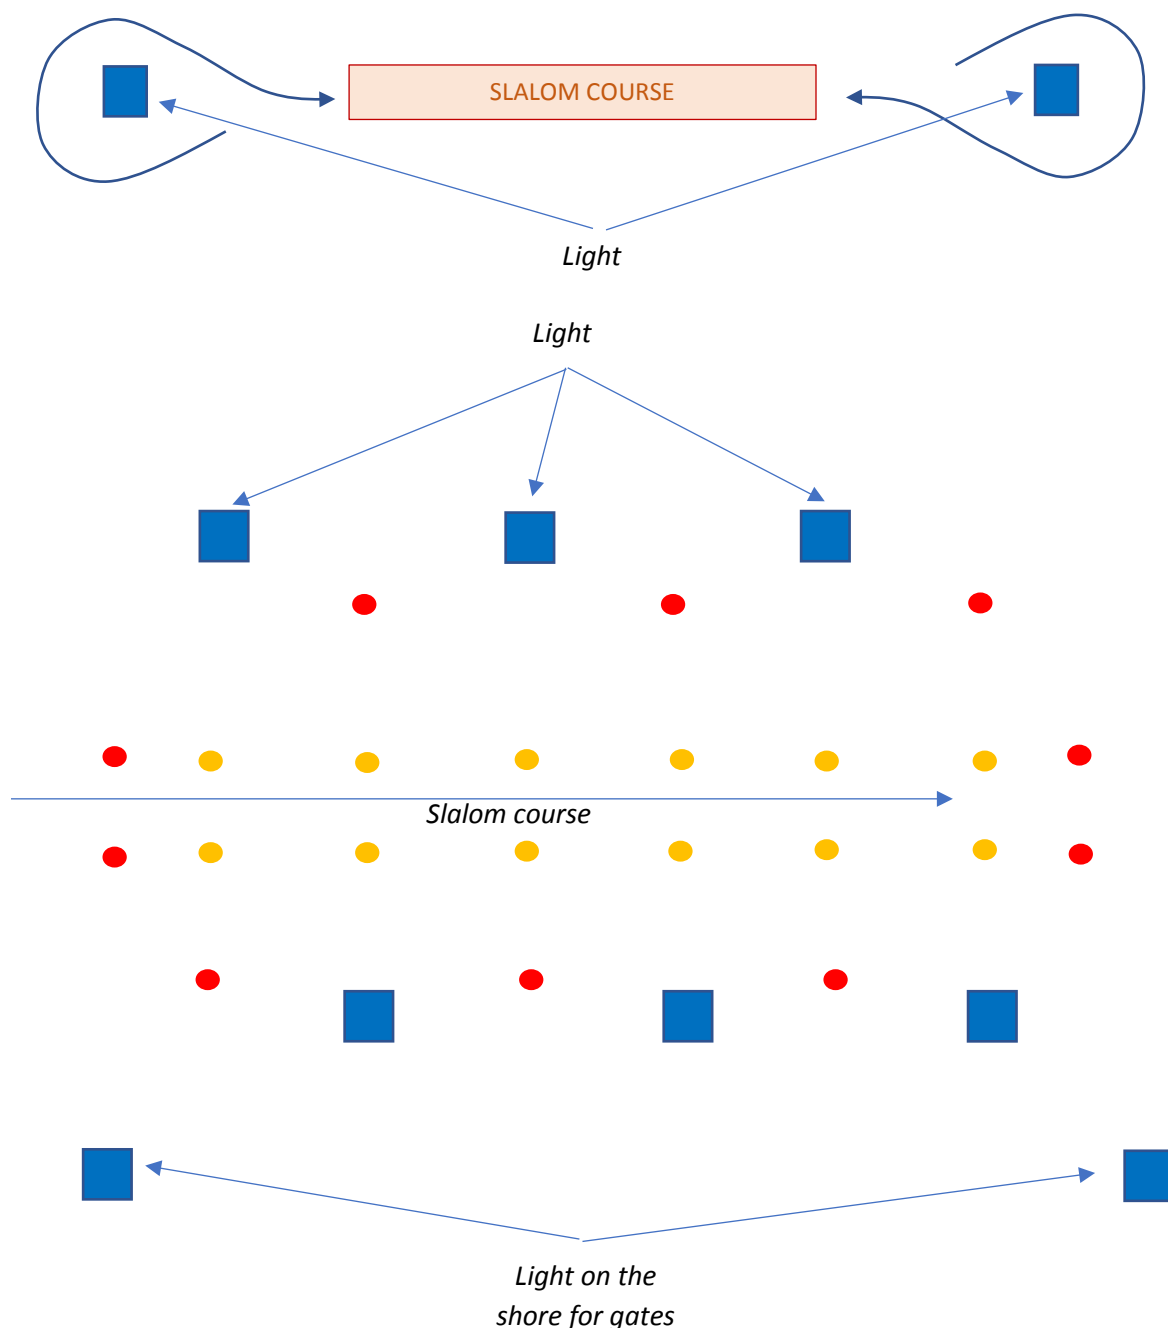 SLALOM COURSE
Light
Light
Slalom course
Light on the
shore for gates